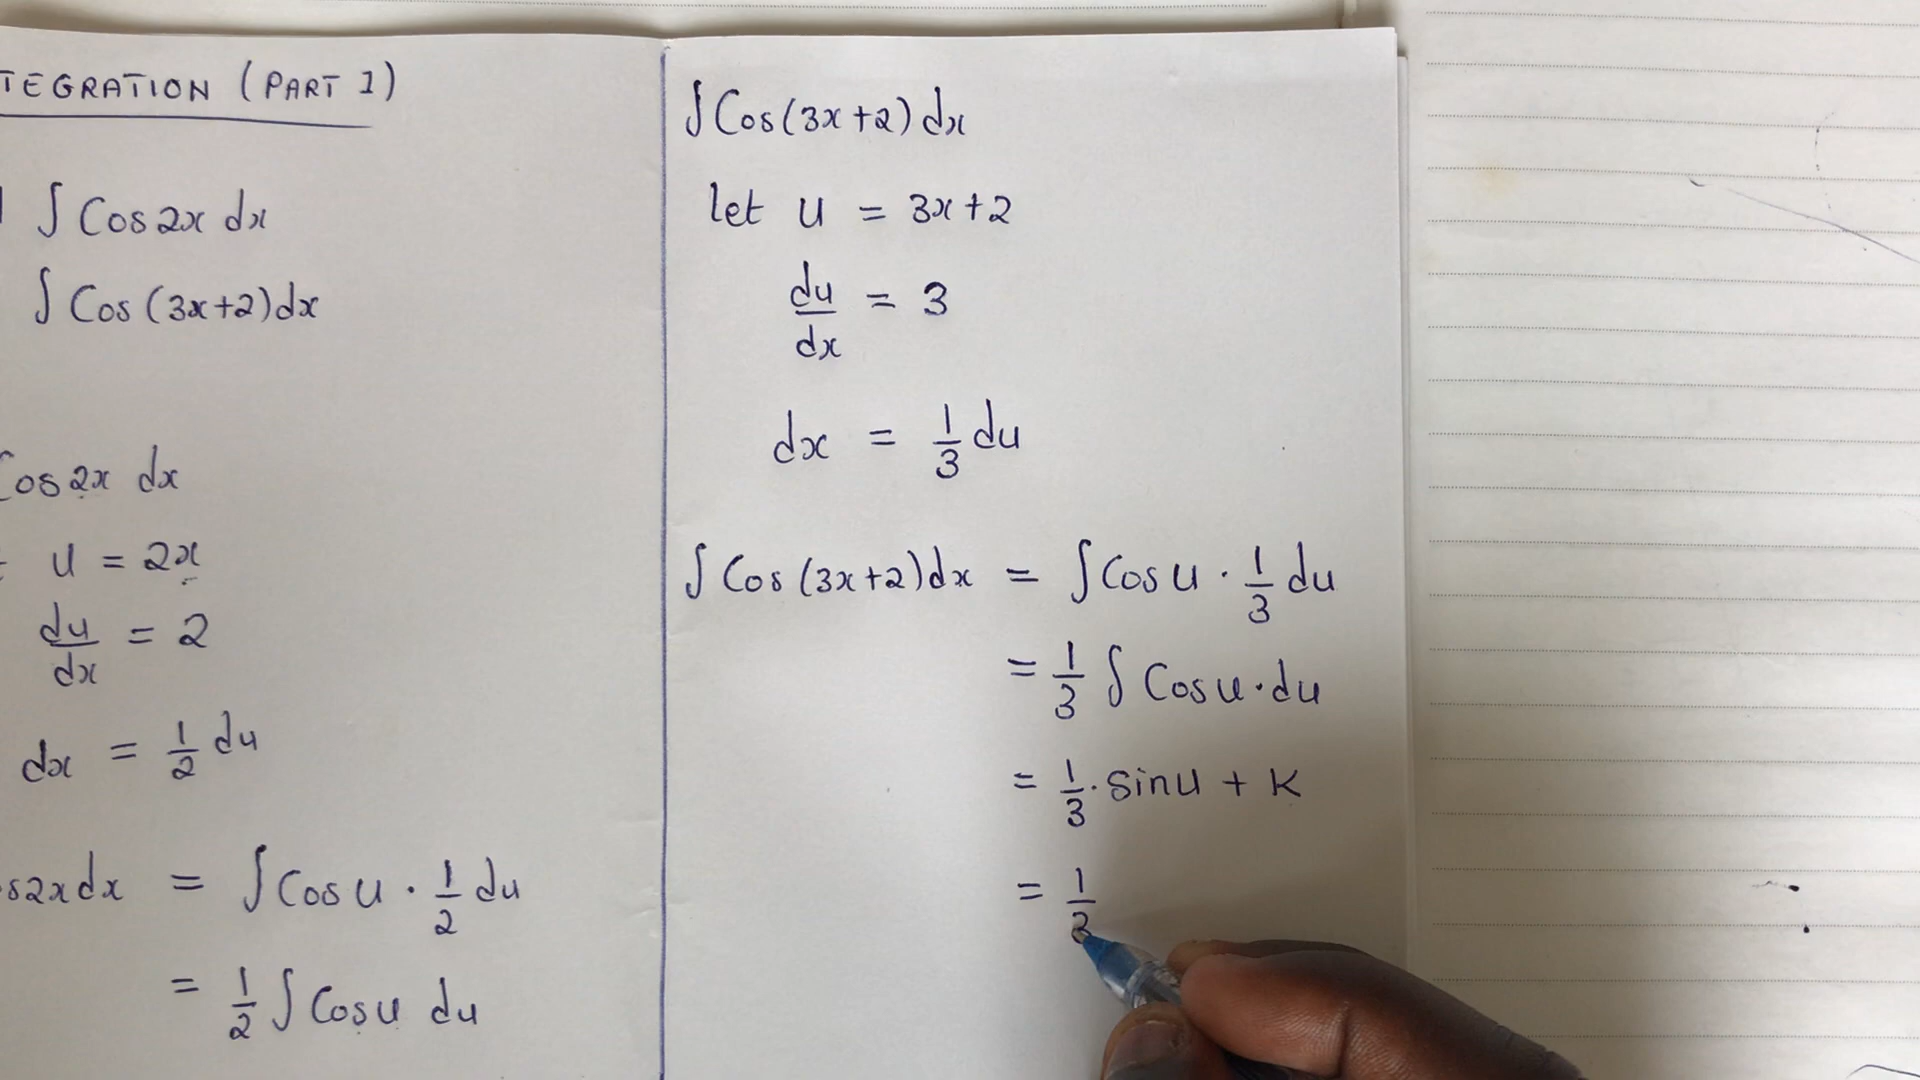 TEGRATION (PART 1)
∫ Cos 2x dx
∫ Cos (3x+2) dx
Cos 2x dx
u = 2x
du/dx = 2
dx = 1/2 du
s2x dx = ∫ Cos u · 1/2 du
= 1/2 ∫ Cos u du
∫ Cos (3x+2) dx
let u = 3x+2
du/dx = 3
dx = 1/3 du
∫ Cos (3x+2) dx = ∫ Cos u · 1/3 du
= 1/3 ∫ Cos u · du
= 1/3 · sin u + K
= 1/2